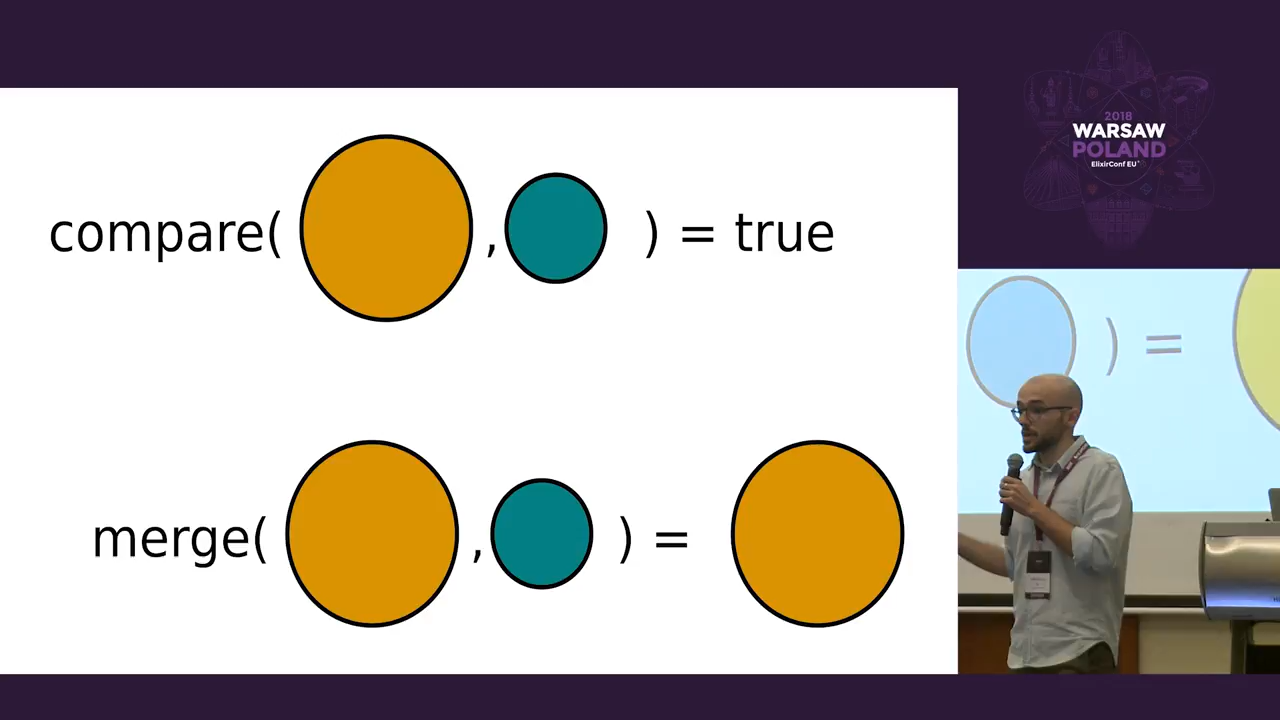 compare( , ) = true
merge( , ) =
2018
WARSAW
POLAND
ElixirConf EU
) =